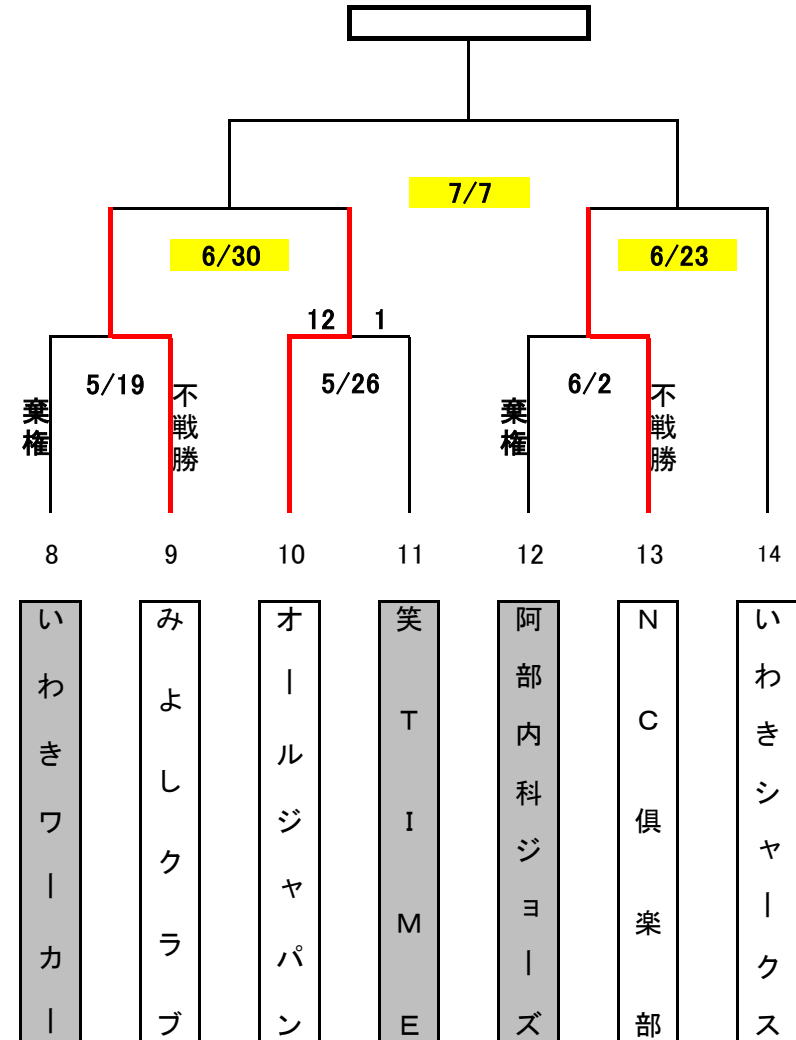 7/7
6/30
6/23
12 1
5/19
5/26
6/2
棄権
不戦勝
棄権
不戦勝
8 9 10 11 12 13 14
いわきワーカー
みよしクラブ
オールジャパン
笑TIME
阿部内科ジョーズ
NC倶楽部
いわきシャークス